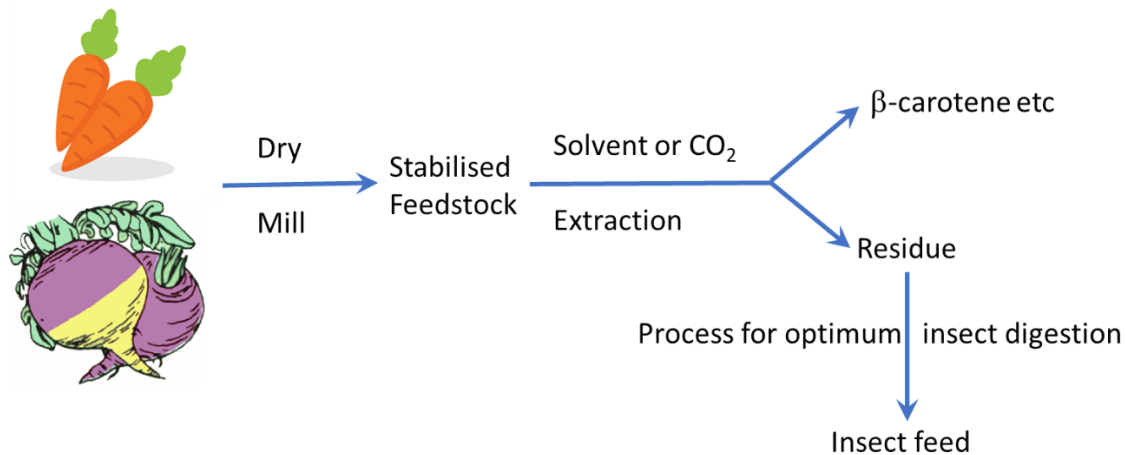 Dry
Mill
Stabilised
Feedstock
Solvent or CO₂
Extraction
β-carotene etc
Residue
Process for optimum insect digestion
Insect feed